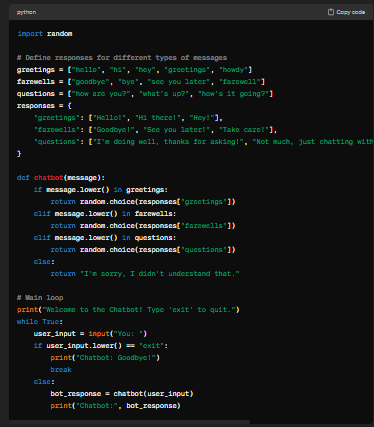 python
Copy code
import random
# Define responses for different types of messages
greetings = ["hello", "hi", "hey", "greetings", "howdy"]
farewells = ["goodbye", "bye", "see you later", "farewell"]
questions = ["how are you?", "what's up?", "how's it going?"]
responses = {
    "greetings": ["Hello!", "Hi there!", "Hey!"],
    "farewells": ["Goodbye!", "See you later!", "Take care!"],
    "questions": ["I'm doing well, thanks for asking!", "Not much, just chatting with
}
def chatbot(message):
    if message.lower() in greetings:
        return random.choice(responses["greetings"])
    elif message.lower() in farewells:
        return random.choice(responses["farewells"])
    elif message.lower() in questions:
        return random.choice(responses["questions"])
    else:
        return "I'm sorry, I didn't understand that."
# Main loop
print("Welcome to the Chatbot! Type 'exit' to quit.")
while True:
    user_input = input("You: ")
    if user_input.lower() == "exit":
        print("Chatbot: Goodbye!")
        break
    else:
        bot_response = chatbot(user_input)
        print("Chatbot:", bot_response)